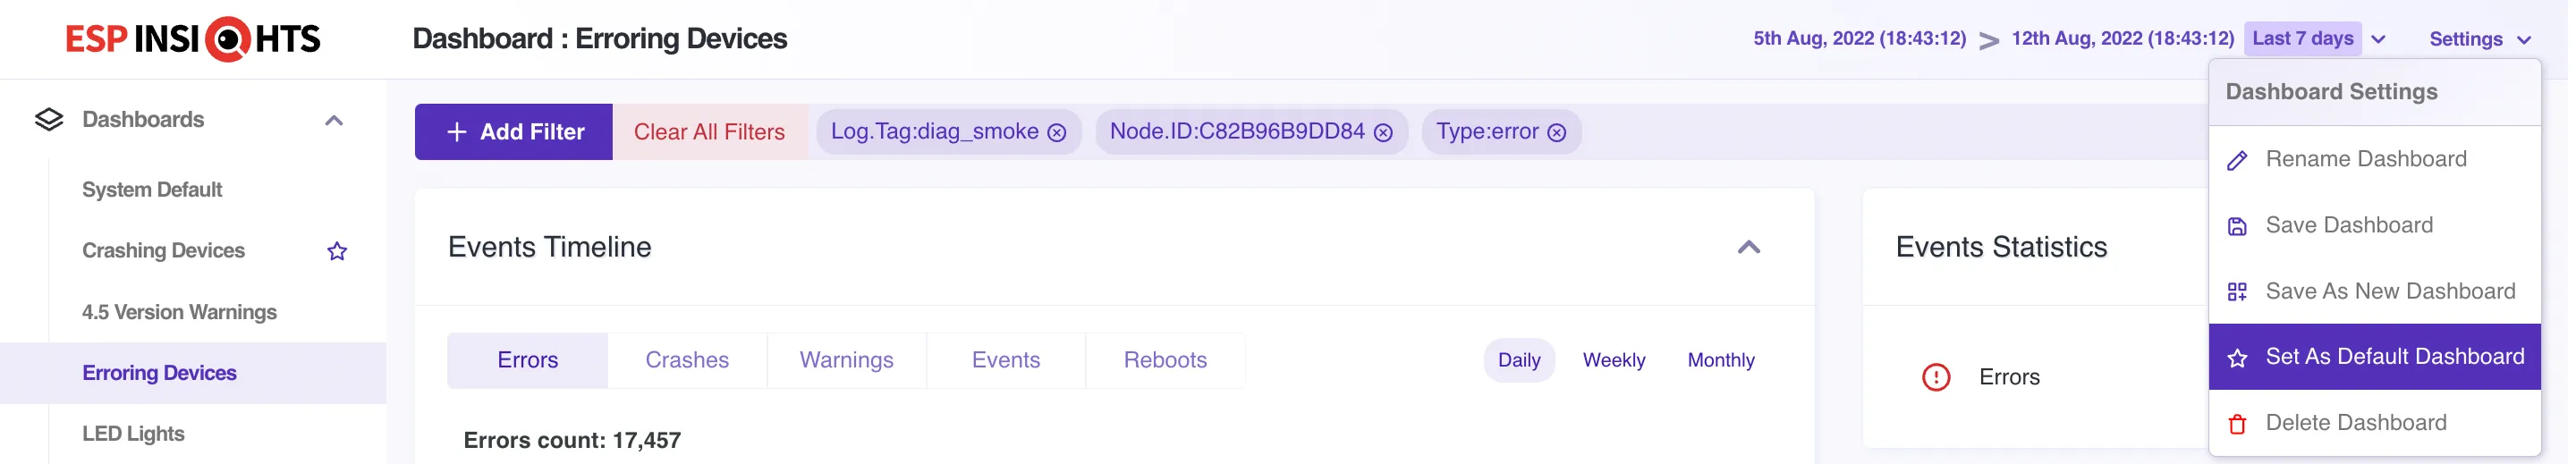 ESP INSIGHTS
Dashboard : Erroring Devices
5th Aug, 2022 (18:43:12) > 12th Aug, 2022 (18:43:12) Last 7 days
Settings
Dashboards
System Default
Crashing Devices
4.5 Version Warnings
Erroring Devices
LED Lights
+ Add Filter
Clear All Filters
Log.Tag:diag_smoke
Node.ID:C82B96B9DD84
Type:error
Events Timeline
Errors
Crashes
Warnings
Events
Reboots
Daily
Weekly
Monthly
Errors count: 17,457
Events Statistics
Errors
Dashboard Settings
Rename Dashboard
Save Dashboard
Save As New Dashboard
Set As Default Dashboard
Delete Dashboard